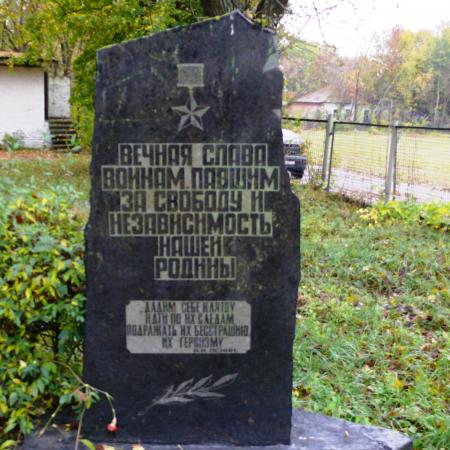 ВЕЧНАЯ СЛАВА
ВОИНАМ, ПАВШИМ
ЗА СВОБОДУ И
НЕЗАВИСИМОСТЬ
НАШЕЙ
РОДИНЫ
ДАДИМ СЕБЕ КЛЯТВУ
ИДТИ ПО ИХ СЛЕДАМ,
ПОДРАЖАТЬ ИХ БЕССТРАШИЮ,
ИХ ГЕРОИЗМУ
В.И. ЛЕНИН.